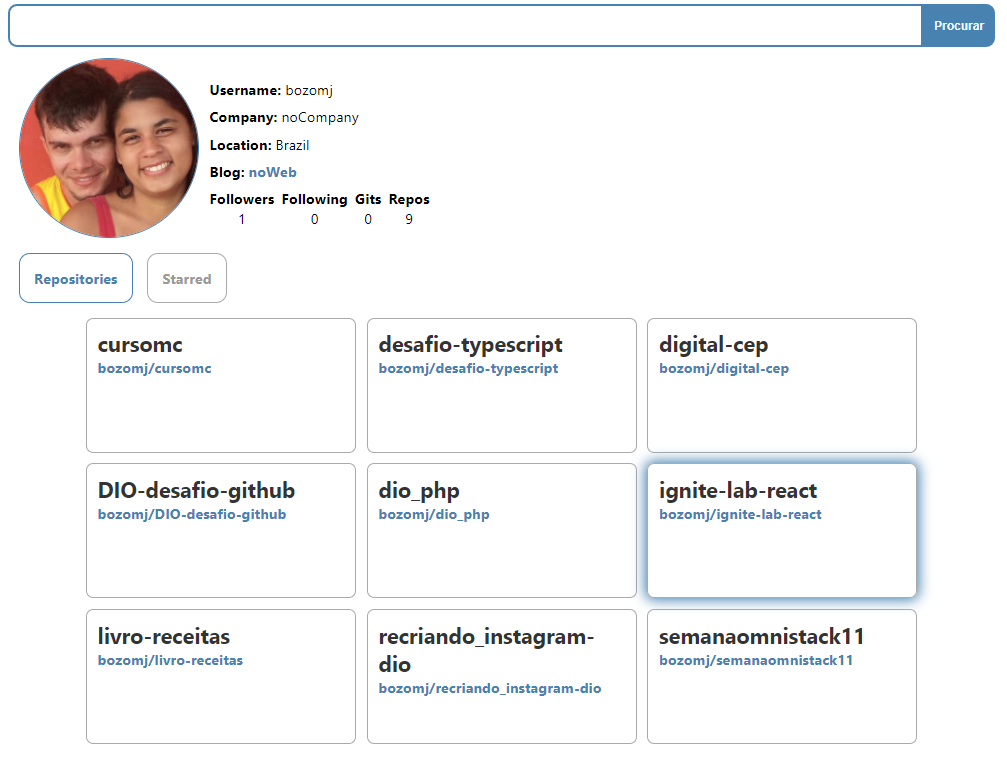 Procurar
Username: bozomj
Company: noCompany
Location: Brazil
Blog: noWeb
Followers Following Gits Repos
1 0 0 9
Repositories Starred
cursomc
bozomj/cursomc
desafio-typescript
bozomj/desafio-typescript
digital-cep
bozomj/digital-cep
DIO-desafio-github
bozomj/DIO-desafio-github
dio_php
bozomj/dio_php
ignite-lab-react
bozomj/ignite-lab-react
livro-receitas
bozomj/livro-receitas
recriando_instagram-
dio
bozomj/recriando_instagram-dio
semanaomnistack11
bozomj/semanaomnistack11